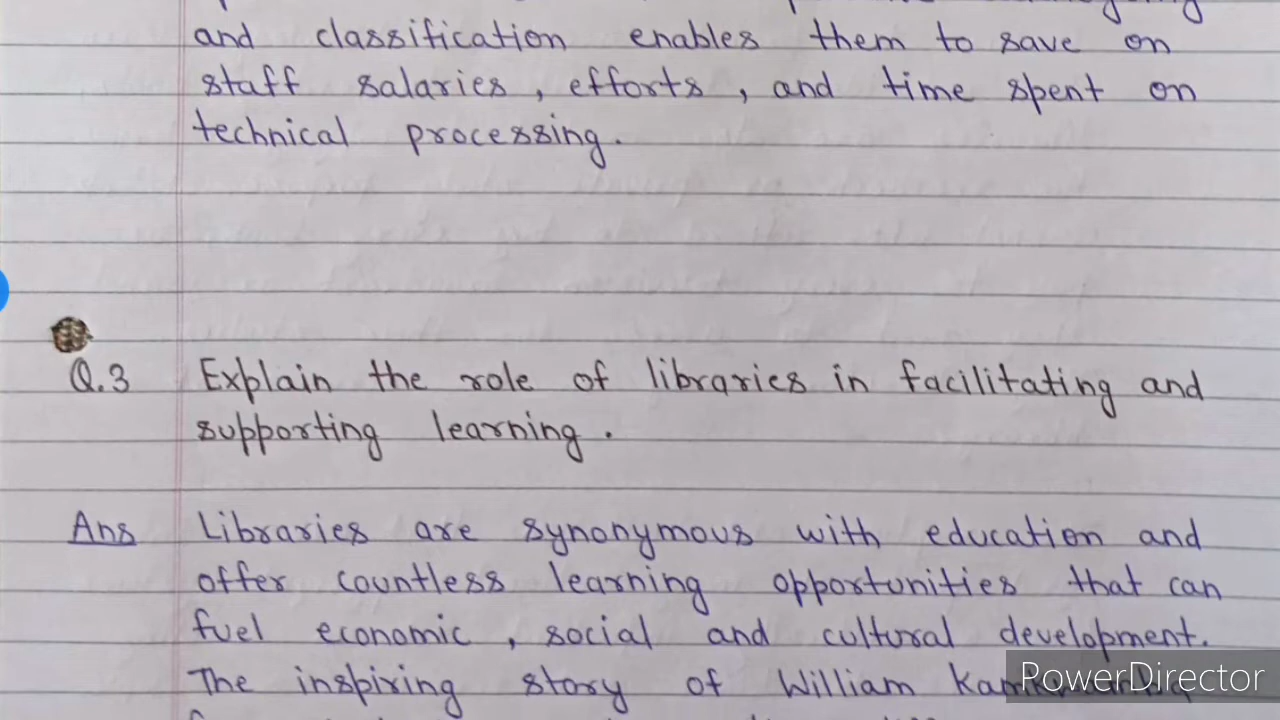 and classification enables them to save on
staff salaries, efforts, and time spent on
technical processing.
Q.3 Explain the role of libraries in facilitating and
supporting learning.
Ans Libraries are synonymous with education and
offer countless learning opportunities that can
fuel economic, social and cultural development.
The inspiring story of William
PowerDirector